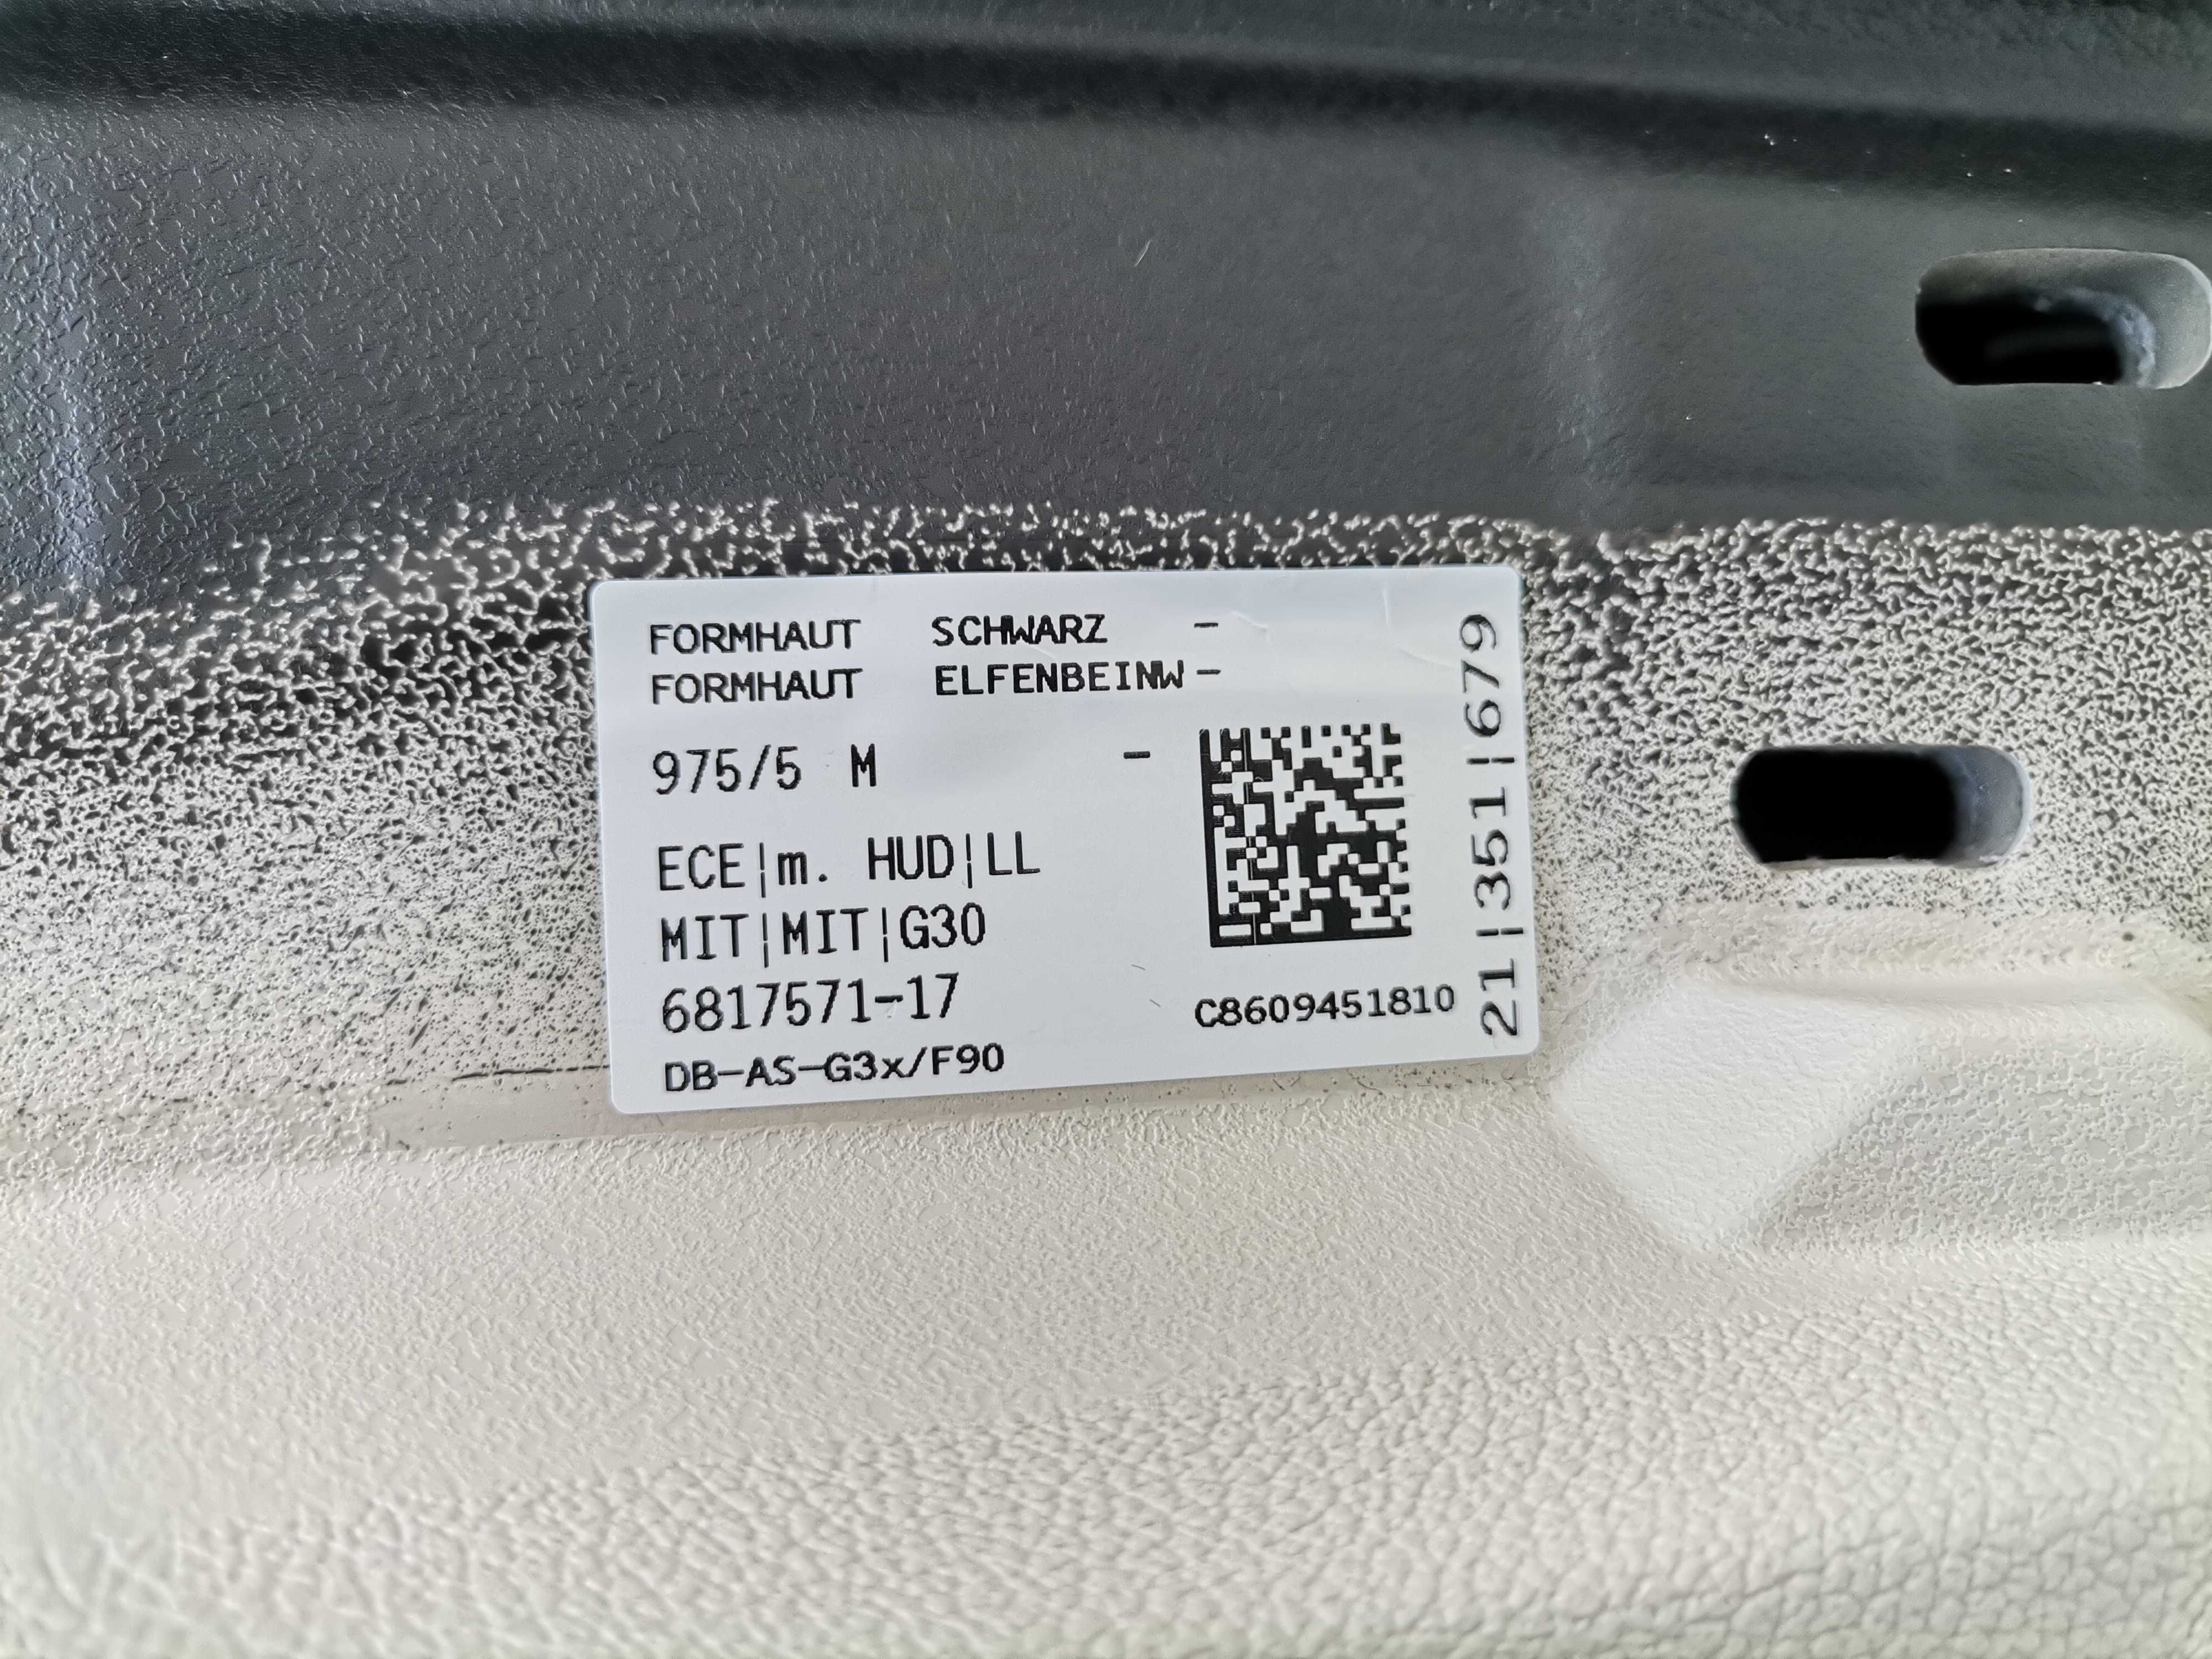 FORMHAUT SCHWARZ -
FORMHAUT ELFENBEINW -
975/5 M -
ECE|m. HUD|LL
MIT|MIT|G30
6817571-17
DB-AS-G3x/F90
C8609451810
21|351|679